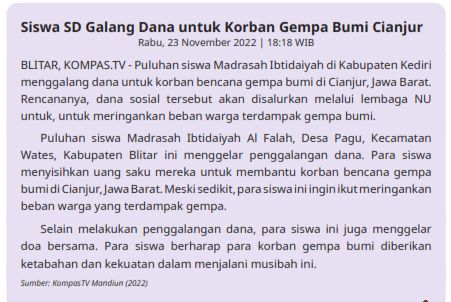 Siswa SD Galang Dana untuk Korban Gempa Bumi Cianjur
Rabu, 23 November 2022 | 18:18 WIB
BLITAR, KOMPAS.TV - Puluhan siswa Madrasah Ibtidaiyah di Kabupaten Kediri
menggalang dana untuk korban bencana gempa bumi di Cianjur, Jawa Barat.
Rencananya, dana sosial tersebut akan disalurkan melalui lembaga NU
untuk, untuk meringankan beban warga terdampak gempa bumi.
Puluhan siswa Madrasah Ibtidaiyah Al Falah, Desa Pagu, Kecamatan
Wates, Kabupaten Blitar ini menggelar penggalangan dana. Para siswa
menyisihkan uang saku mereka untuk membantu korban bencana gempa
bumi di Cianjur, Jawa Barat. Meski sedikit, para siswa ini ingin ikut meringankan
beban warga yang terdampak gempa.
Selain melakukan penggalangan dana, para siswa ini juga menggelar
doa bersama. Para siswa berharap para korban gempa bumi diberikan
ketabahan dan kekuatan dalam menjalani musibah ini.
Sumber: KompasTV Mandiun (2022)